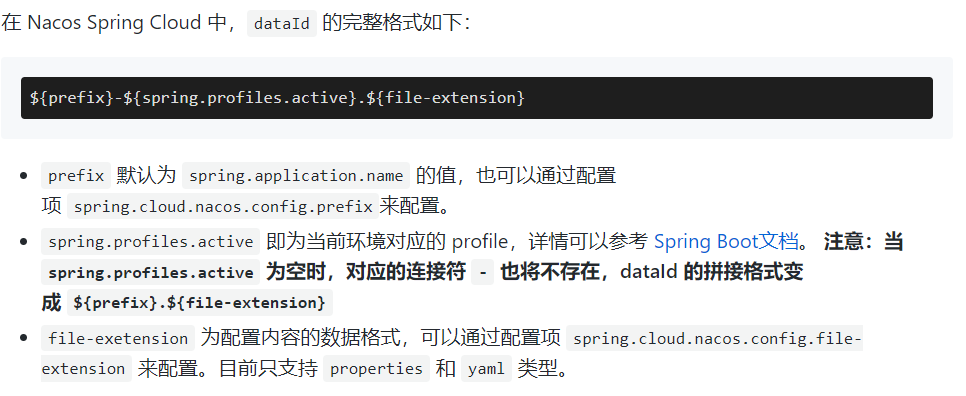 在 Nacos Spring Cloud 中，dataId 的完整格式如下：
${prefix}-${spring.profiles.active}.${file-extension}
• prefix 默认为 spring.application.name 的值，也可以通过配置
项 spring.cloud.nacos.config.prefix来配置。
• spring.profiles.active 即为当前环境对应的 profile，详情可以参考 Spring Boot文档。 注意：当
spring.profiles.active 为空时，对应的连接符 - 也将不存在，dataId 的拼接格式变
成 ${prefix}.${file-extension}
• file-exetension 为配置内容的数据格式，可以通过配置项 spring.cloud.nacos.config.file-
extension 来配置。目前只支持 properties 和 yaml 类型。